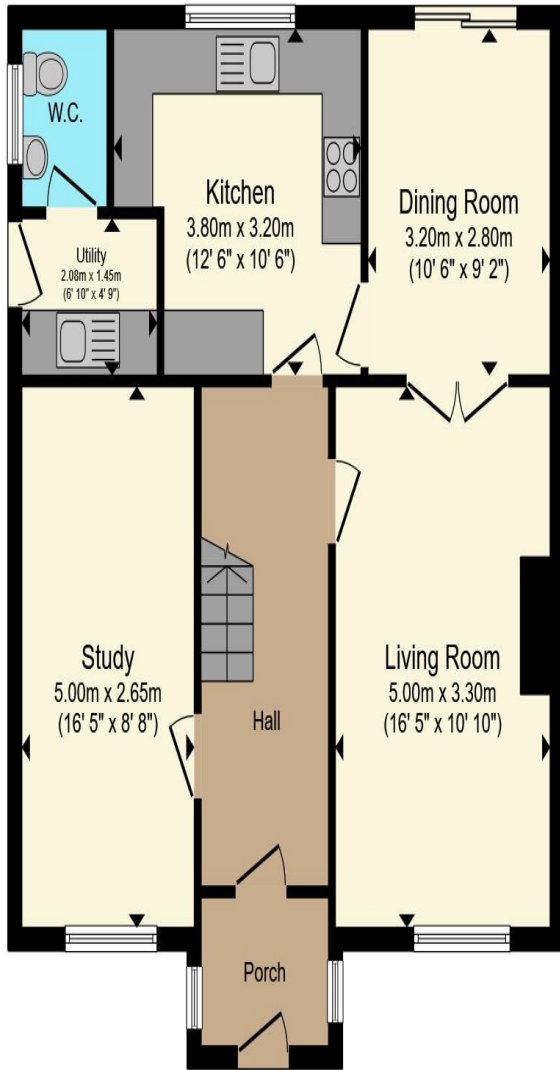 W.C.
Kitchen
3.80m x 3.20m
(12' 6" x 10' 6")
Dining Room
3.20m x 2.80m
(10' 6" x 9' 2")
Utility
2.08m x 1.45m
(6' 10" x 4' 9")
Study
5.00m x 2.65m
(16' 5" x 8' 8")
Hall
Living Room
5.00m x 3.30m
(16' 5" x 10' 10")
Porch